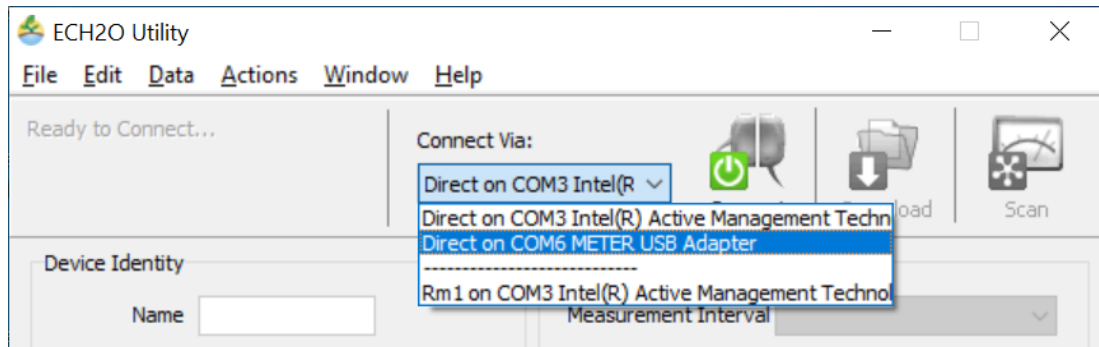 ECH2O Utility
File Edit Data Actions Window Help
Ready to Connect...
Connect Via:
Direct on COM3 Intel(R
Direct on COM3 Intel(R) Active Management Techn
Direct on COM6 METER USB Adapter
-----------------------------
Rm1 on COM3 Intel(R) Active Management Technol
oad
Scan
Device Identity
Name
Measurement Interval